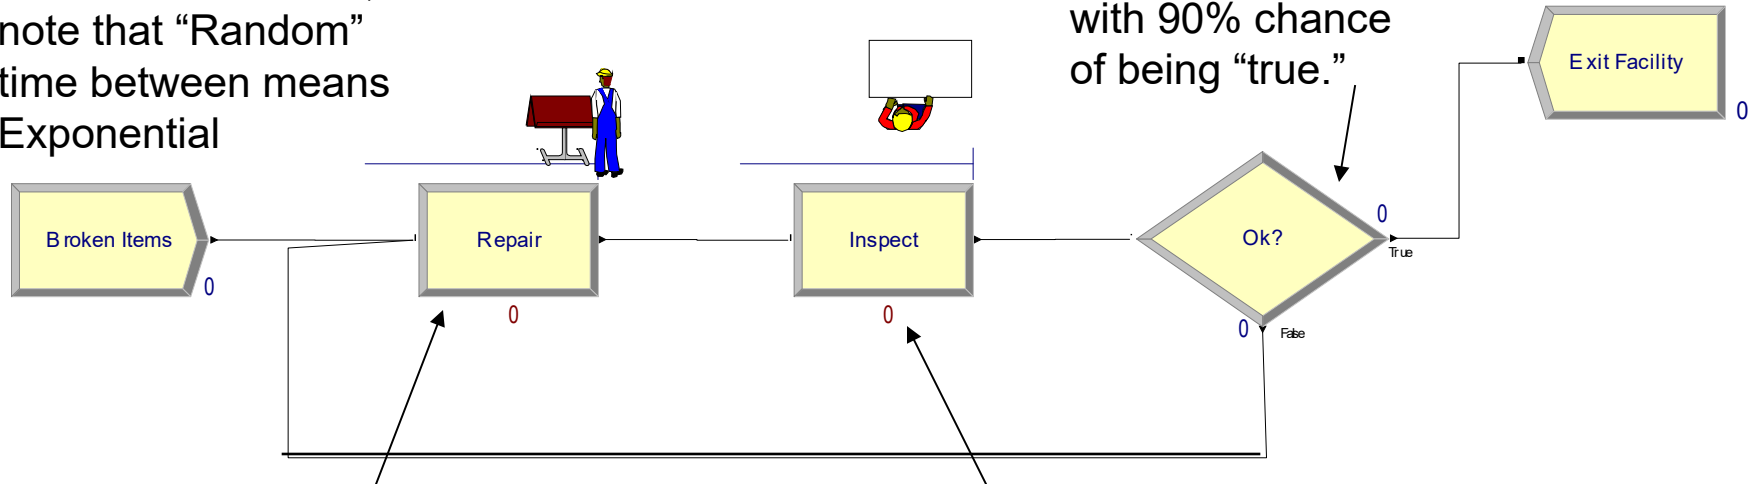 note that “Random”
time between means
Exponential
with 90% chance
of being “true.”
Exit Facility
0
Broken Items
0
Repair
0
Inspect
0
Ok?
0
True
0
False